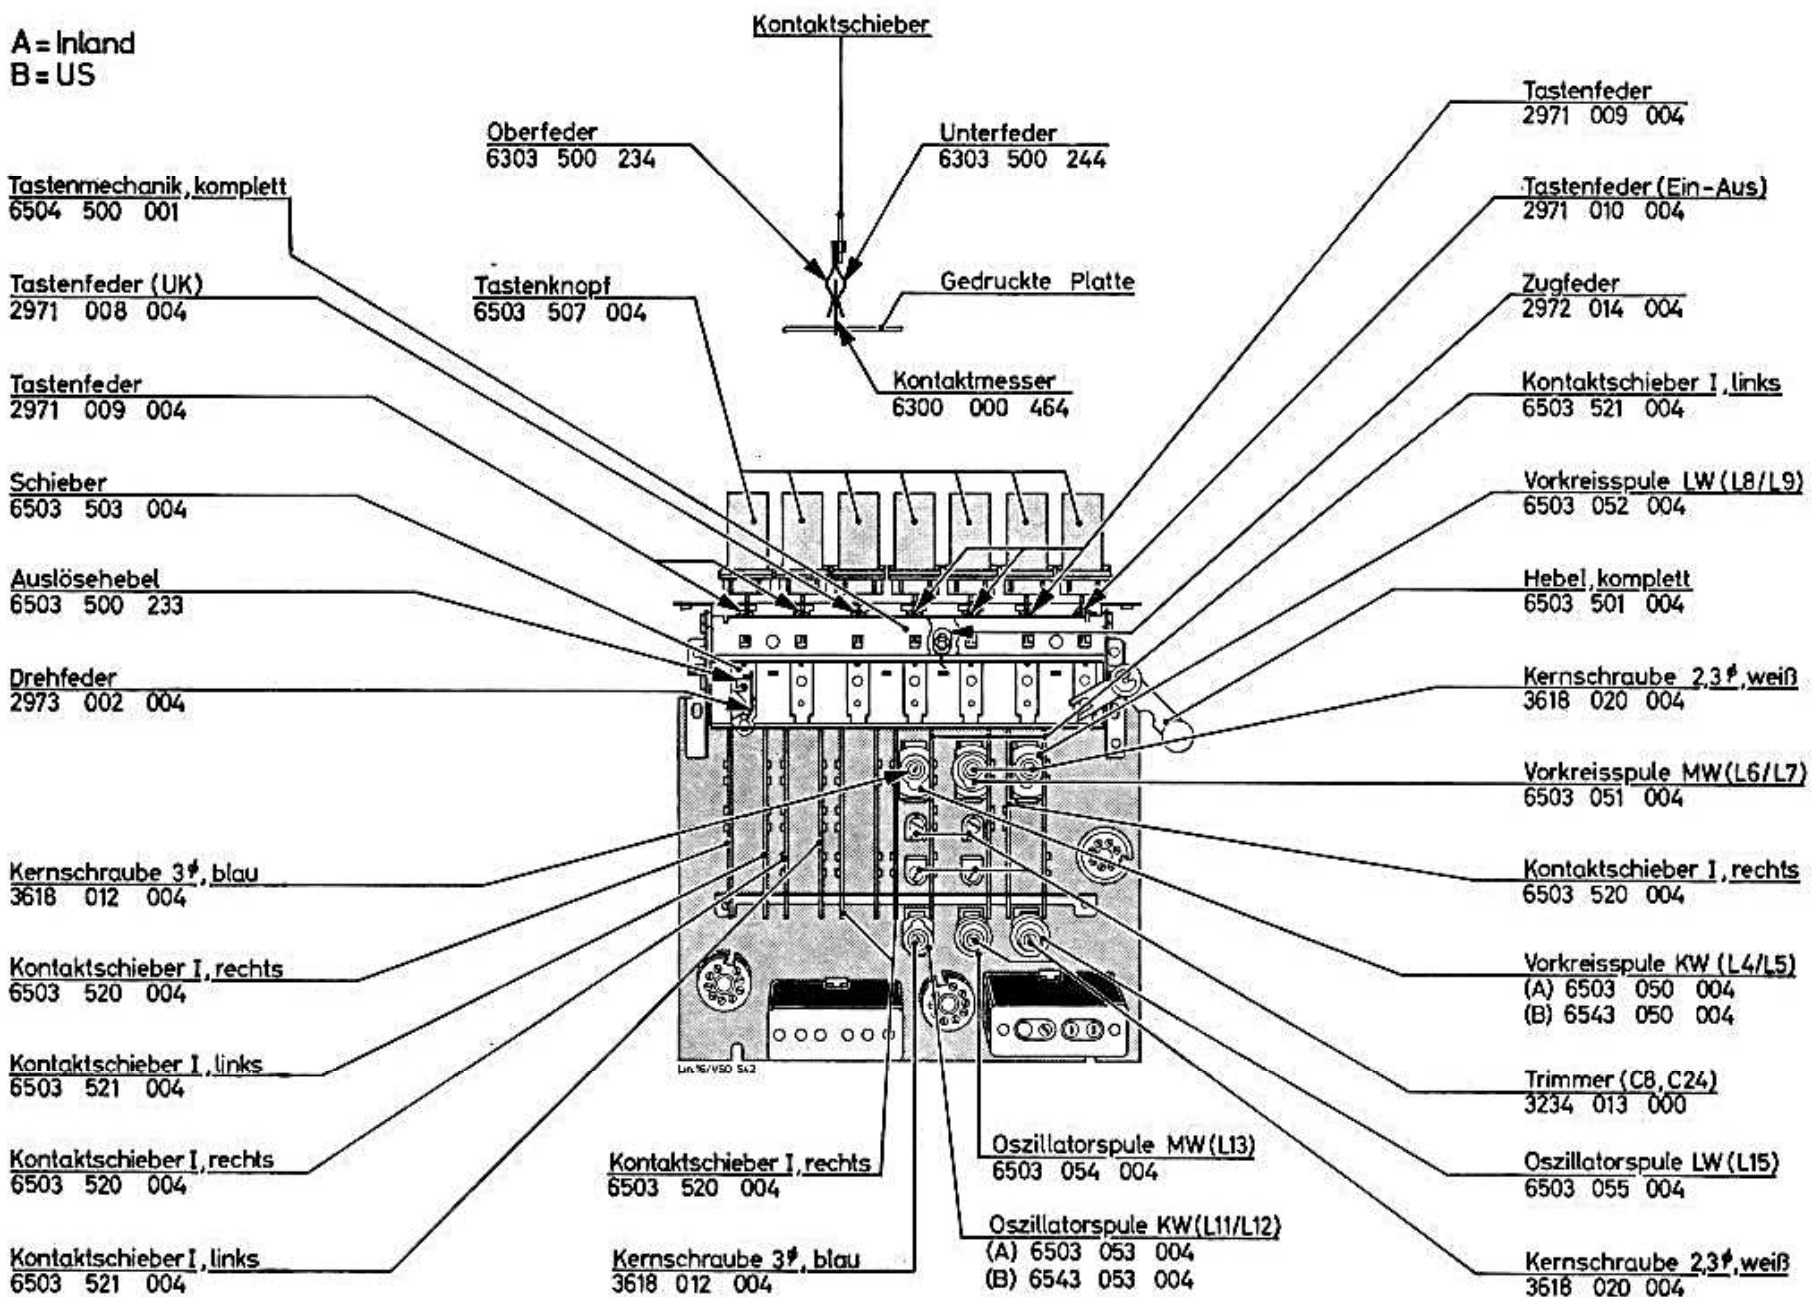 A = Inland
B = US
Kontaktschieber
Oberfeder
6303 500 234
Unterfeder
6303 500 244
Gedruckte Platte
Kontaktmesser
6300 000 464
Tastenknopf
6503 507 004
Tastenmechanik, komplett
6504 500 001
Tastenfeder (UK)
2971 008 004
Tastenfeder
2971 009 004
Schieber
6503 503 004
Auslösehebel
6503 500 233
Drehfeder
2973 002 004
Kernschraube 3ø, blau
3618 012 004
Kontaktschieber I, rechts
6503 520 004
Kontaktschieber I, links
6503 521 004
Kontaktschieber I, rechts
6503 520 004
Kontaktschieber I, links
6503 521 004
Kontaktschieber I, rechts
6503 520 004
Kernschraube 3ø, blau
3618 012 004
Oszillatorspule MW (L13)
6503 054 004
Oszillatorspule KW (L11/L12)
(A) 6503 053 004
(B) 6543 053 004
Tastenfeder
2971 009 004
Tastenfeder (Ein-Aus)
2971 010 004
Zugfeder
2972 014 004
Kontaktschieber I, links
6503 521 004
Vorkreisspule LW (L8/L9)
6503 052 004
Hebel, komplett
6503 501 004
Kernschraube 2,3ø, weiß
3618 020 004
Vorkreisspule MW (L6/L7)
6503 051 004
Kontaktschieber I, rechts
6503 520 004
Vorkreisspule KW (L4/L5)
(A) 6503 050 004
(B) 6543 050 004
Trimmer (C8, C24)
3234 013 000
Oszillatorspule LW (L15)
6503 055 004
Kernschraube 2,3ø, weiß
3618 020 004